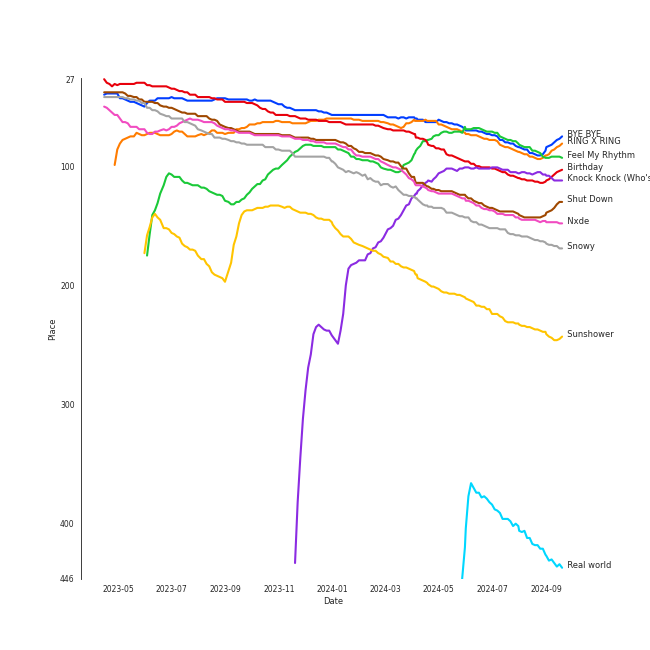 27
100
200
300
400
446
Place
2023-05
2023-07
2023-09
2023-11
2024-01
2024-03
2024-05
2024-07
2024-09
Date
BYE BYE
RING X RING
Feel My Rhythm
Birthday
Knock Knock (Who's
Shut Down
Nxde
Snowy
Sunshower
Real world